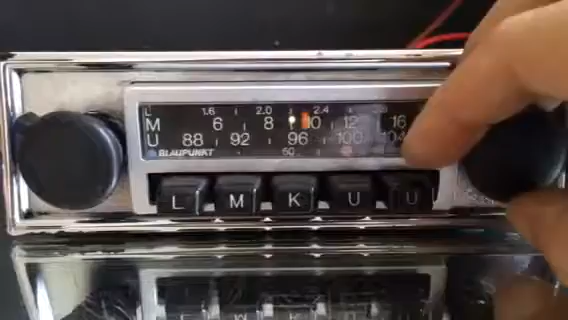 L 1.6 2.0 2.4
M 6 8 10 12 16
U 88 92 96 100 104
BLAUPUNKT
L M K U U